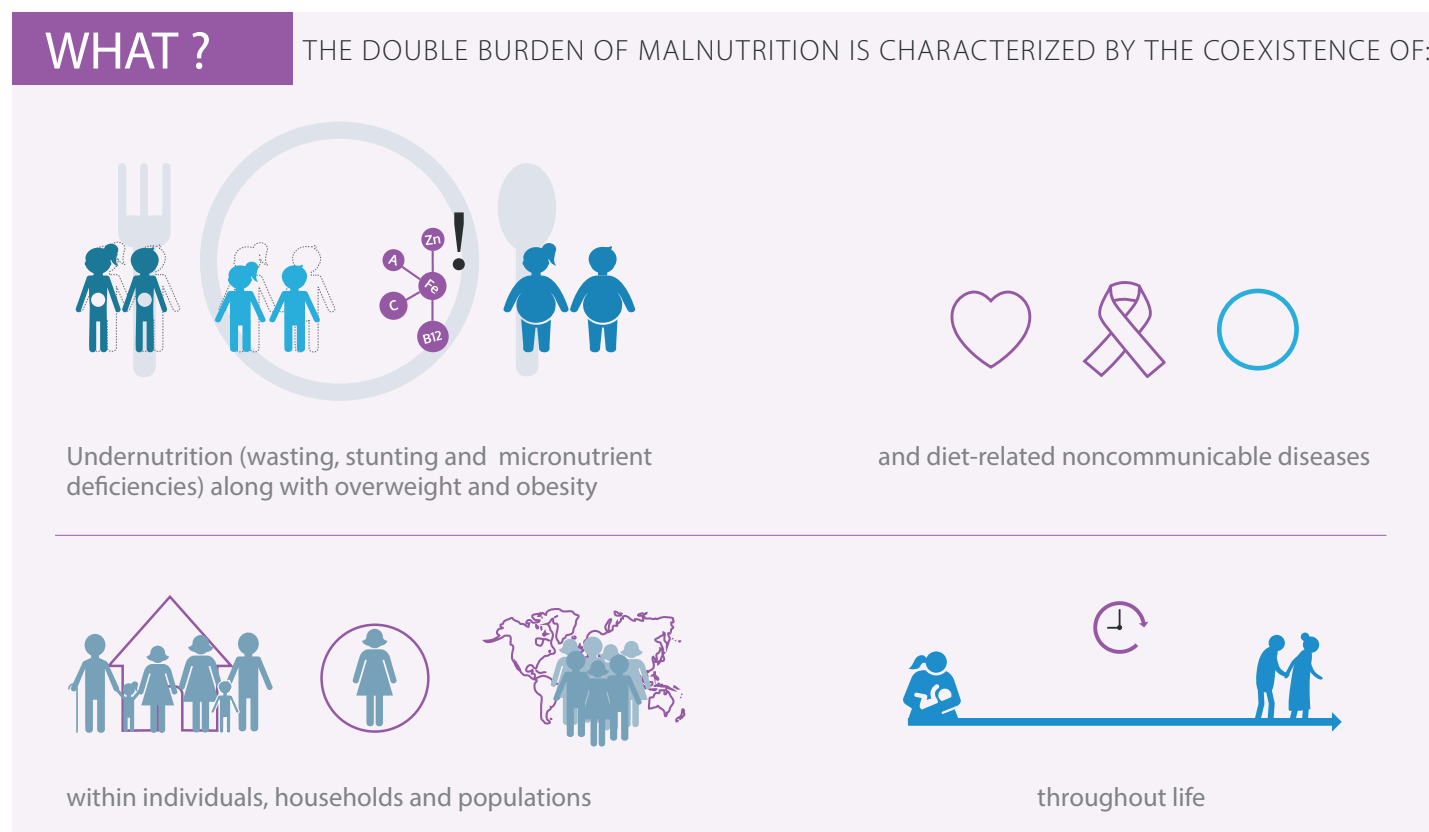 WHAT ?
THE DOUBLE BURDEN OF MALNUTRITION IS CHARACTERIZED BY THE COEXISTENCE OF:
Zn
!
A
Fe
C
B12
Undernutrition (wasting, stunting and micronutrient
deficiencies) along with overweight and obesity
and diet-related noncommunicable diseases
within individuals, households and populations
throughout life